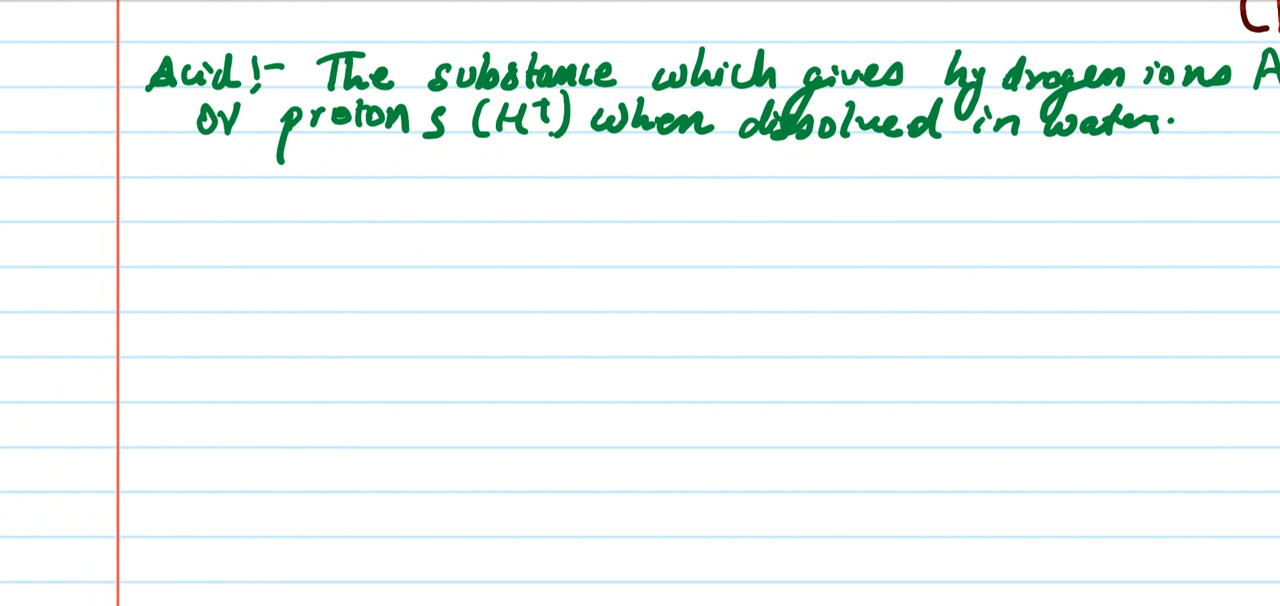 Acid :- The substance which gives hydrogen ions
or protons (H+) when dissolved in water.